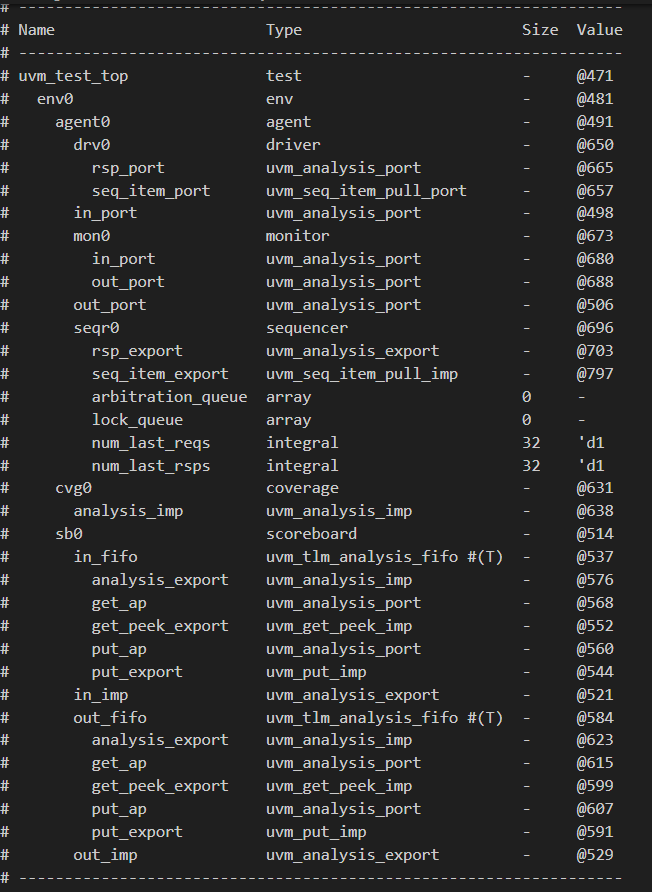 # -----------------------------------------------------------------
# Name                      Type                      Size  Value
# -----------------------------------------------------------------
# uvm_test_top              test                      -     @471
#   env0                    env                       -     @481
#     agent0                agent                     -     @491
#       drv0                driver                    -     @650
#         rsp_port          uvm_analysis_port         -     @665
#         seq_item_port     uvm_seq_item_pull_port    -     @657
#       in_port             uvm_analysis_port         -     @498
#       mon0                monitor                   -     @673
#         in_port           uvm_analysis_port         -     @680
#         out_port          uvm_analysis_port         -     @688
#       out_port            uvm_analysis_port         -     @506
#       seqr0               sequencer                 -     @696
#         rsp_export        uvm_analysis_export       -     @703
#         seq_item_export   uvm_seq_item_pull_imp     -     @797
#         arbitration_queue array                     0     -
#         lock_queue        array                     0     -
#         num_last_reqs     integral                  32    'd1
#         num_last_rsps     integral                  32    'd1
#     cvg0                  coverage                  -     @631
#       analysis_imp        uvm_analysis_imp          -     @638
#     sb0                   scoreboard                -     @514
#       in_fifo             uvm_tlm_analysis_fifo #(T)  -     @537
#         analysis_export   uvm_analysis_imp          -     @576
#         get_ap            uvm_analysis_port         -     @568
#         get_peek_export   uvm_get_peek_imp          -     @552
#         put_ap            uvm_analysis_port         -     @560
#         put_export        uvm_put_imp               -     @544
#       in_imp              uvm_analysis_export       -     @521
#       out_fifo            uvm_tlm_analysis_fifo #(T)  -     @584
#         analysis_export   uvm_analysis_imp          -     @623
#         get_ap            uvm_analysis_port         -     @615
#         get_peek_export   uvm_get_peek_imp          -     @599
#         put_ap            uvm_analysis_port         -     @607
#         put_export        uvm_put_imp               -     @591
#       out_imp             uvm_analysis_export       -     @529
# -----------------------------------------------------------------